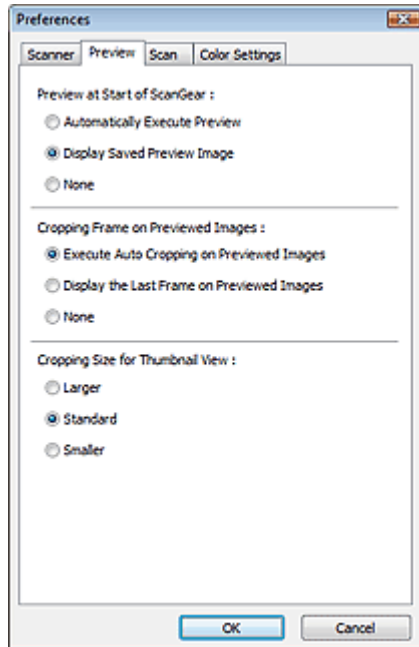 Preferences
Scanner Preview Scan Color Settings
Preview at Start of ScanGear :
Automatically Execute Preview
Display Saved Preview Image
None
Cropping Frame on Previewed Images :
Execute Auto Cropping on Previewed Images
Display the Last Frame on Previewed Images
None
Cropping Size for Thumbnail View :
Larger
Standard
Smaller
OK Cancel